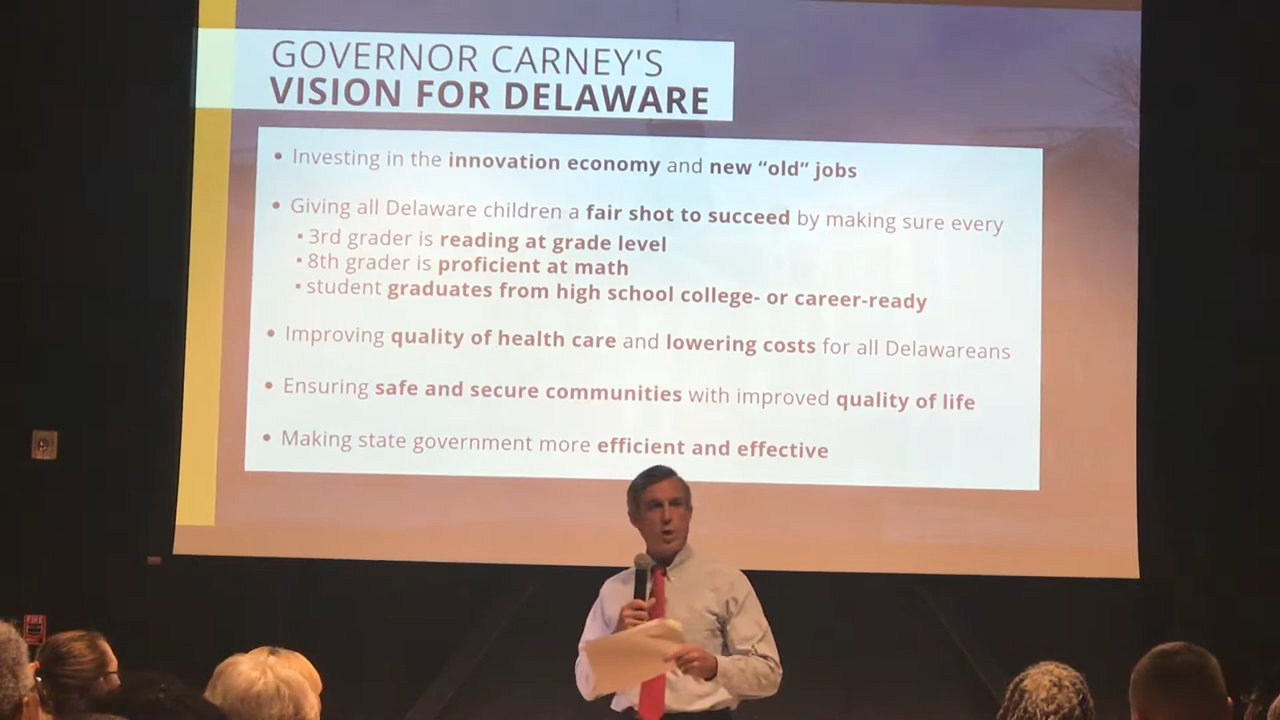 GOVERNOR CARNEY'S
VISION FOR DELAWARE
• Investing in the innovation economy and new “old” jobs
• Giving all Delaware children a fair shot to succeed by making sure every
▪ 3rd grader is reading at grade level
▪ 8th grader is proficient at math
▪ student graduates from high school college- or career-ready
• Improving quality of health care and lowering costs for all Delawareans
• Ensuring safe and secure communities with improved quality of life
• Making state government more efficient and effective
FIRE